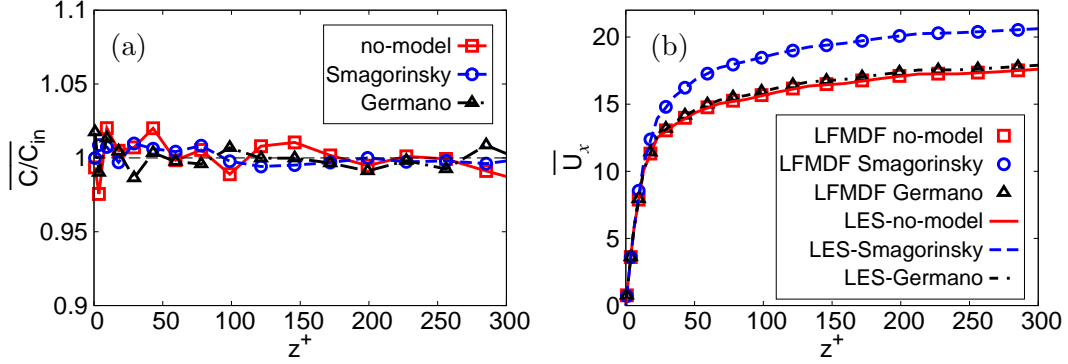 (a)
no-model
Smagorinsky
Germano
1.1
1.05
1
0.95
0.9
C/C_in
0 50 100 150 200 250 300
z^+
(b)
LFMDF no-model
LFMDF Smagorinsky
LFMDF Germano
LES-no-model
LES-Smagorinsky
LES-Germano
20
15
10
5
0
U_x
0 50 100 150 200 250 300
z^+